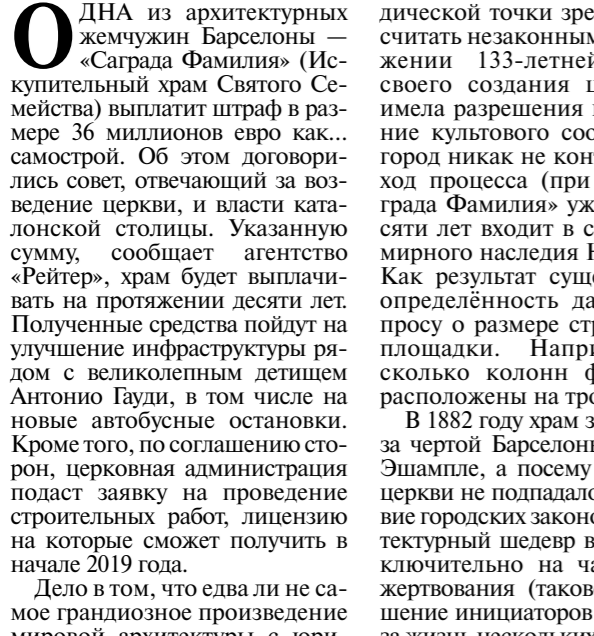 ОДНА из архитектурных
жемчужин Барселоны —
«Саграда Фамилия» (Ис-
купительный храм Святого Се-
мейства) выплатит штраф в раз-
мере 36 миллионов евро как...
самострой. Об этом договори-
лись совет, отвечающий за воз-
ведение церкви, и власти ката-
лонской столицы. Указанную
сумму, сообщает агентство
«Рейтер», храм будет выплачи-
вать на протяжении десяти лет.
Полученные средства пойдут на
улучшение инфраструктуры ря-
дом с великолепным детищем
Антонио Гауди, в том числе на
новые автобусные остановки.
Кроме того, по соглашению сто-
рон, церковная администрация
подаст заявку на проведение
строительных работ, лицензию
на которые сможет получить в
начале 2019 года.
Дело в том, что едва ли не са-
мое грандиозное произведение
мировой архитектуры с юри-
дической точки зре
считать незаконным
жении 133-летней
своего создания ц
имела разрешения
ние культового соо
город никак не кон
ход процесса (при
града Фамилия» уж
сяти лет входит в с
мирного наследия
Как результат сущ
определённость да
просу о размере ст
площадки. Напри
сколько колонн ф
расположены на тро
В 1882 году храм з
за чертой Барселон
Эшампле, а посему
церкви не подпадало
вие городских законо
тектурный шедевр в
ключительно на ча
жертвования (таков
шение инициаторов
за жизнь нескольких